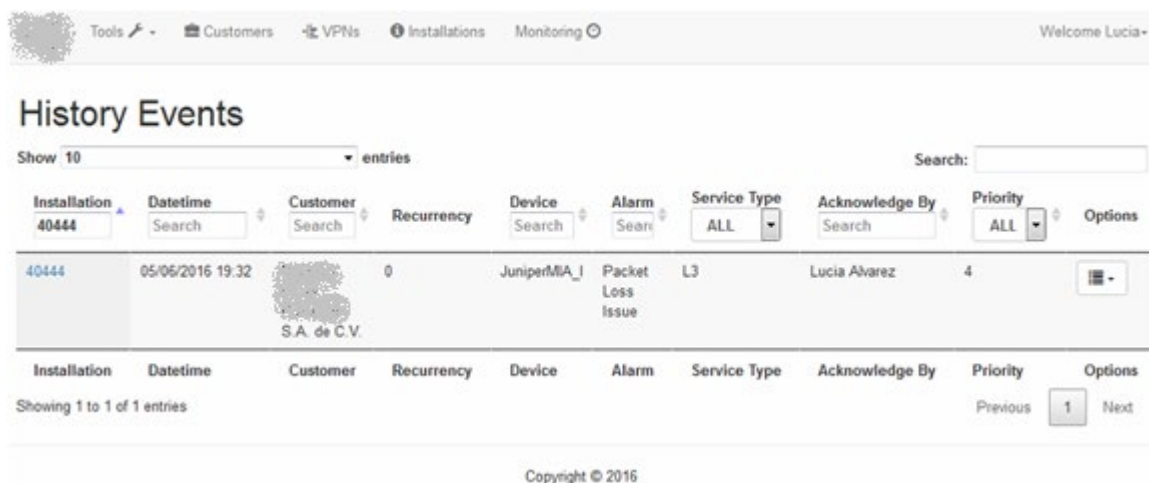 Tools Customers VPNs Installations Monitoring Welcome Lucia
History Events
Show 10 entries Search:
Installation Datetime Customer Recurrency Device Alarm Service Type Acknowledge By Priority Options
40444 Search Search Search Sear ALL Search ALL
40444 05/06/2016 19:32 0 JuniperMIA_I Packet L3 Lucia Alvarez 4
Loss
Issue
S.A. de C.V.
Installation Datetime Customer Recurrency Device Alarm Service Type Acknowledge By Priority Options
Showing 1 to 1 of 1 entries Previous 1 Next
Copyright © 2016